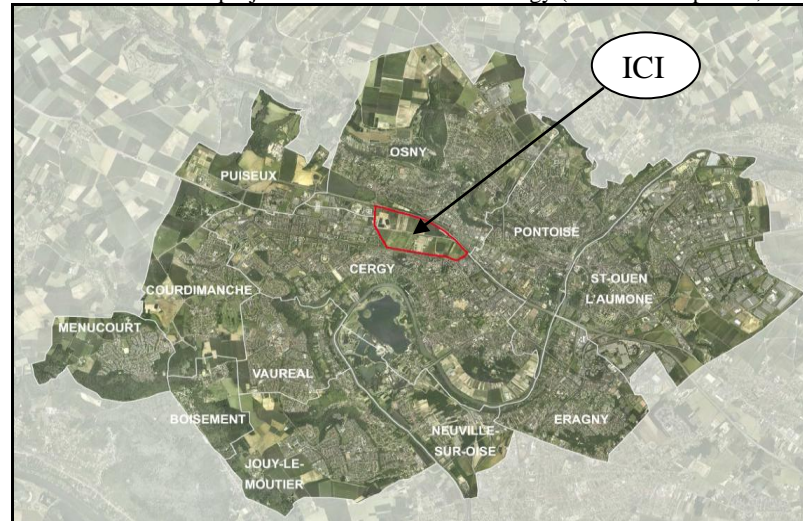 ICI
OSNY
PUISEUX
PONTOISE
CERGY
ST-OUEN
L'AUMONE
COURDIMANCHE
MENUCOURT
VAUREAL
BOISEMENT
ERAGNY
NEUVILLE-
SUR-OISE
JOUY-LE-
MOUTIER